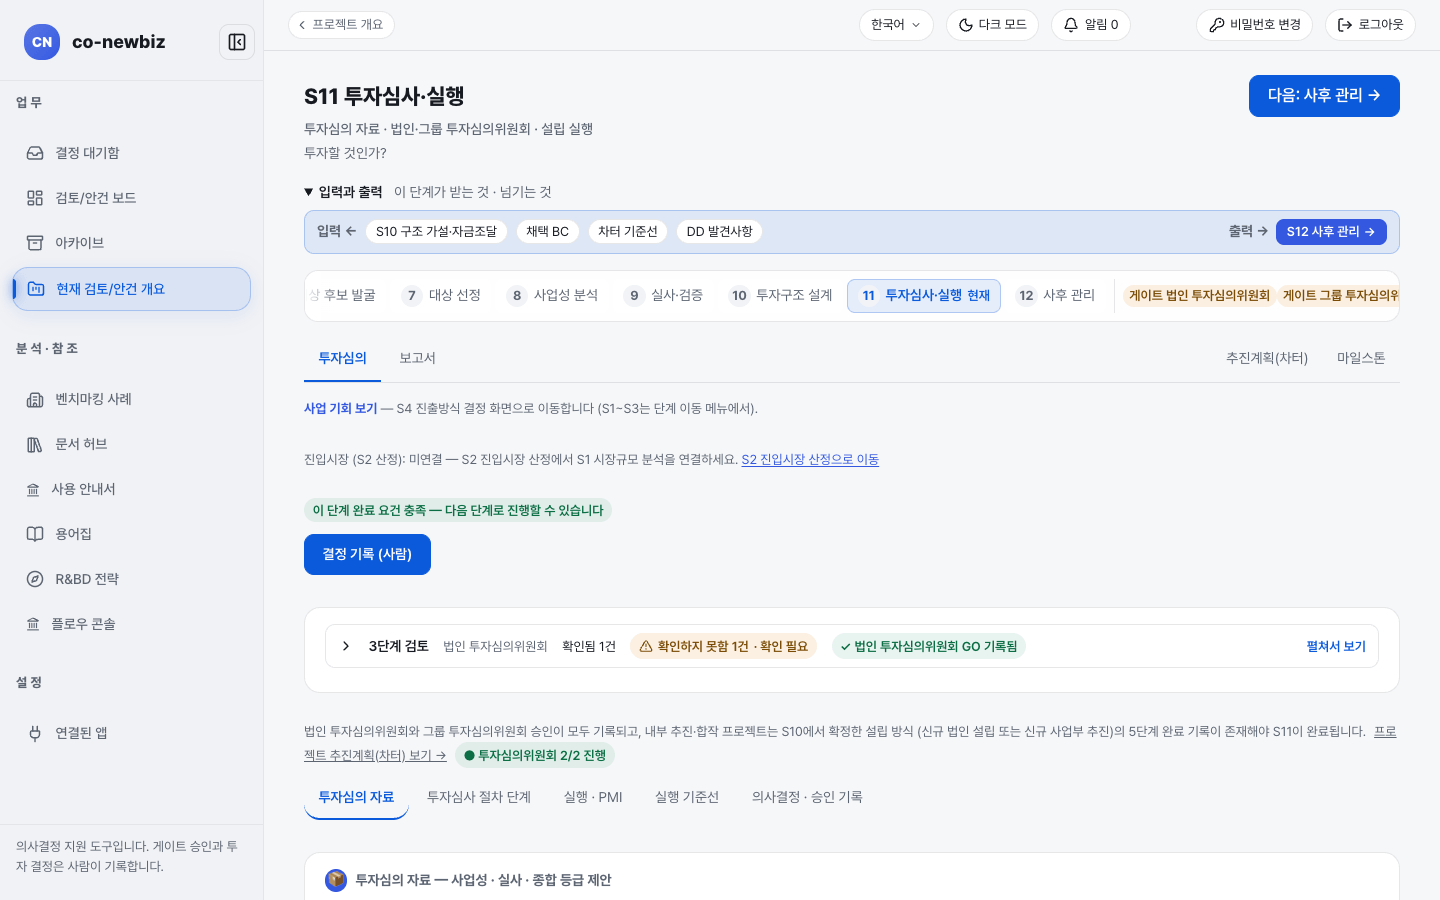 CN co-newbiz
프로젝트 개요
한국어
다크 모드
알림 0
비밀번호 변경
로그아웃
업무
결정 대기함
검토/안건 보드
아카이브
현재 검토/안건 개요
분석·참조
벤치마킹 사례
문서 허브
사용 안내서
용어집
R&BD 전략
플로우 콘솔
설정
연결된 앱
의사결정 지원 도구입니다. 게이트 승인과 투
자 결정은 사람이 기록합니다.
S11 투자심사·실행
다음: 사후 관리 →
투자심의 자료 · 법인·그룹 투자심의위원회 · 설립 실행
투자할 것인가?
▼ 입력과 출력 이 단계가 받는 것 · 넘기는 것
입력 ← S10 구조 가설·자금조달 채택 BC 차터 기준선 DD 발견사항 출력 → S12 사후 관리 →
상 후보 발굴 7 대상 선정 8 사업성 분석 9 실사·검증 10 투자구조 설계 11 투자심사·실행 현재 12 사후 관리 게이트 법인 투자심의위원회 게이트 그룹 투자심의위
투자심의 보고서 추진계획(차터) 마일스톤
사업 기회 보기 — S4 진출방식 결정 화면으로 이동합니다 (S1~S3는 단계 이동 메뉴에서).
진입시장 (S2 산정): 미연결 — S2 진입시장 산정에서 S1 시장규모 분석을 연결하세요. S2 진입시장 산정으로 이동
이 단계 완료 요건 충족 — 다음 단계로 진행할 수 있습니다
결정 기록 (사람)
3단계 검토 법인 투자심의위원회 확인됨 1건 확인하지 못함 1건 · 확인 필요 ✓ 법인 투자심의위원회 GO 기록됨 펼쳐서 보기
법인 투자심의위원회와 그룹 투자심의위원회 승인이 모두 기록되고, 내부 추진·합작 프로젝트는 S10에서 확정한 설립 방식 (신규 법인 설립 또는 신규 사업부 추진)의 5단계 완료 기록이 존재해야 S11이 완료됩니다. 프로
젝트 추진계획(차터) 보기 → ● 투자심의위원회 2/2 진행
투자심의 자료 투자심사 절차 단계 실행 · PMI 실행 기준선 의사결정 · 승인 기록
투자심의 자료 — 사업성 · 실사 · 종합 등급 제안